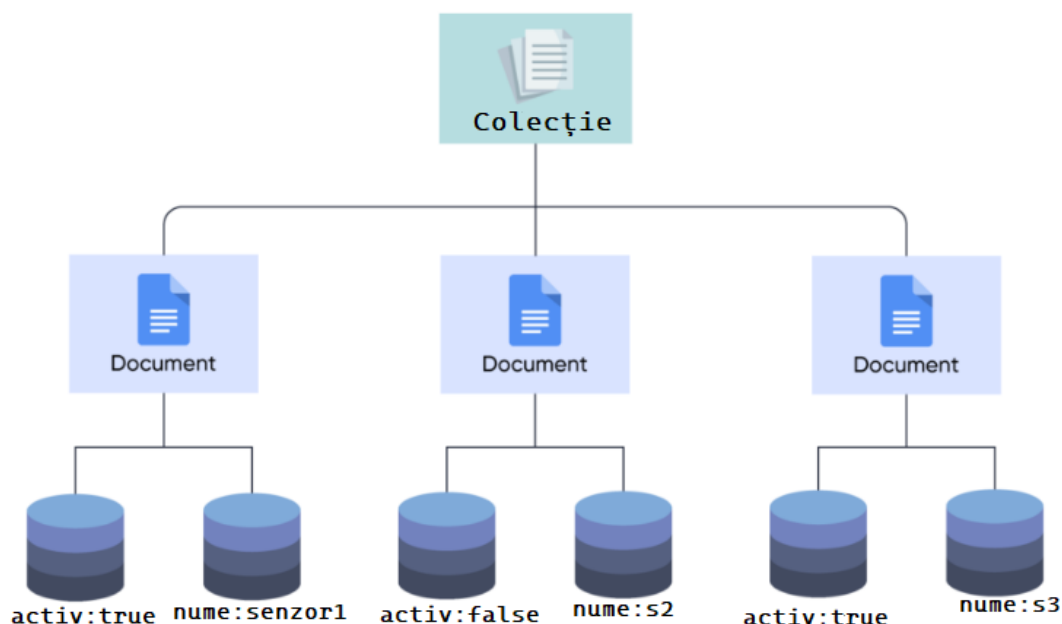 Colecție
Document
Document
Document
activ:true
nume:senzor1
activ:false
nume:s2
activ:true
nume:s3